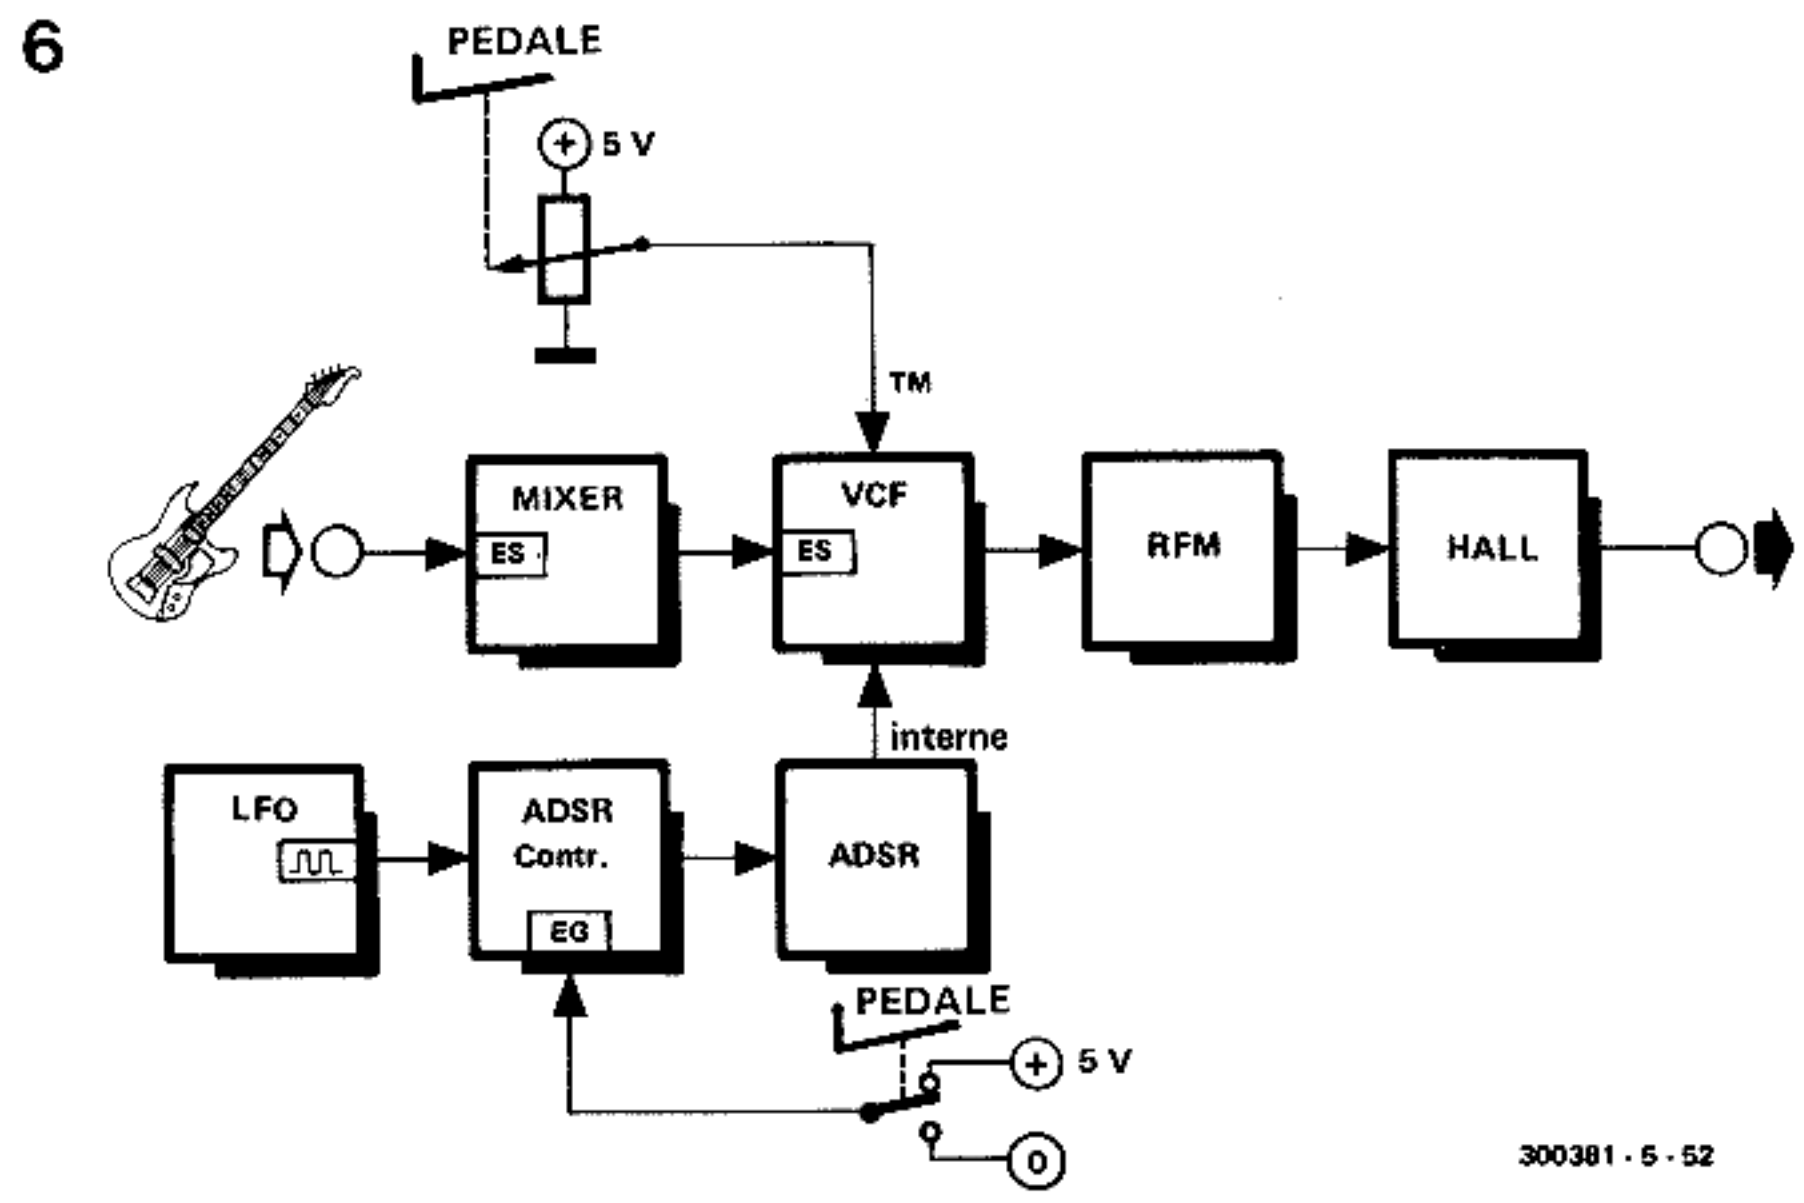 6
PEDALE
+ 5 V
TM
MIXER
ES
VCF
ES
RFM
HALL
interne
LFO
ADSR
Contr.
EG
ADSR
PEDALE
+ 5 V
0
300381 - 5 - 52